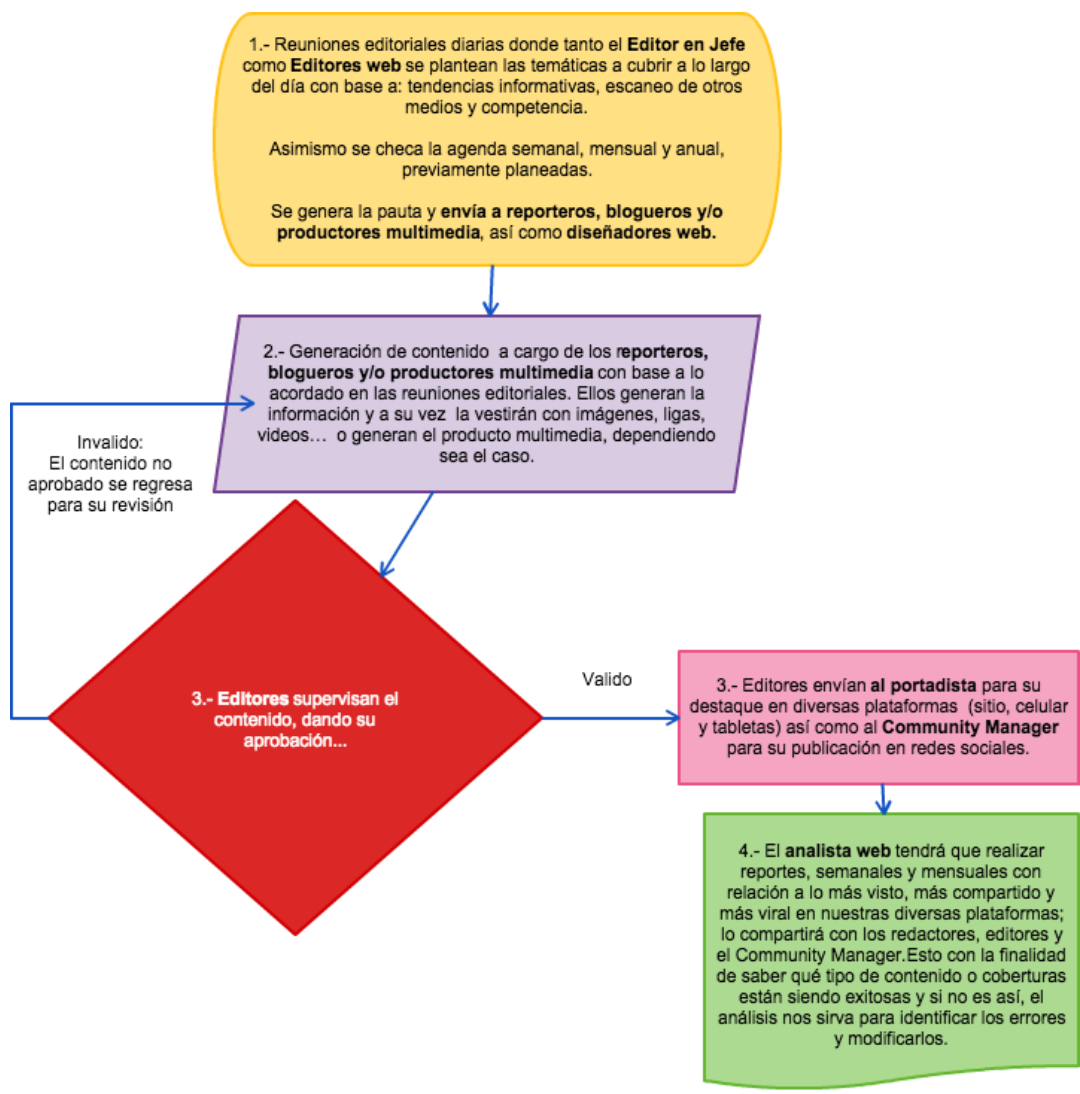 1.- Reuniones editoriales diarias donde tanto el Editor en Jefe
como Editores web se plantean las temáticas a cubrir a lo largo
del día con base a: tendencias informativas, escaneo de otros
medios y competencia.
Asimismo se checa la agenda semanal, mensual y anual,
previamente planeadas.
Se genera la pauta y envía a reporteros, blogueros y/o
productores multimedia, así como diseñadores web.
2.- Generación de contenido a cargo de los reporteros,
blogueros y/o productores multimedia con base a lo
acordado en las reuniones editoriales. Ellos generan la
información y a su vez la vestirán con imágenes, ligas,
videos... o generan el producto multimedia, dependiendo
sea el caso.
Invalido:
El contenido no
aprobado se regresa
para su revisión
3.- Editores supervisan el
contenido, dando su
aprobación...
Valido
3.- Editores envían al portadista para su
destaque en diversas plataformas (sitio, celular
y tabletas) así como al Community Manager
para su publicación en redes sociales.
4.- El analista web tendrá que realizar
reportes, semanales y mensuales con
relación a lo más visto, más compartido y
más viral en nuestras diversas plataformas;
lo compartirá con los redactores, editores y
el Community Manager.Esto con la finalidad
de saber qué tipo de contenido o coberturas
están siendo exitosas y si no es así, el
análisis nos sirva para identificar los errores
y modificarlos.